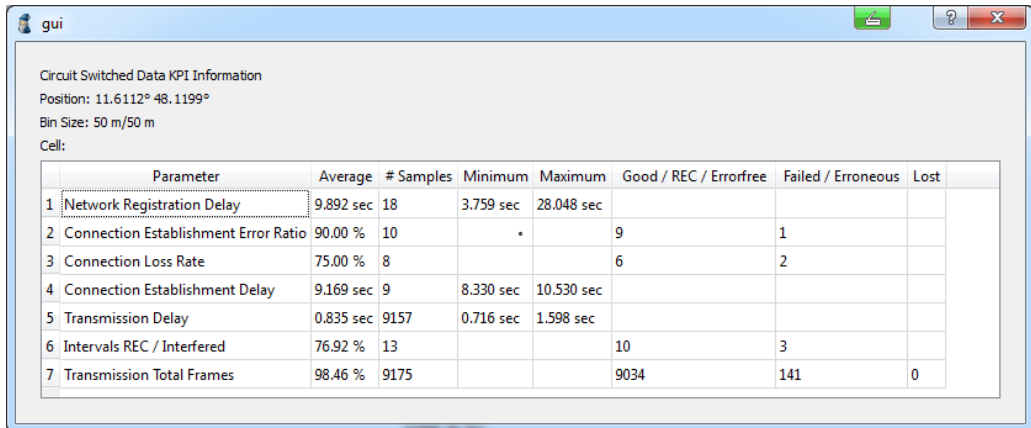 gui
Circuit Switched Data KPI Information
Position: 11.6112° 48.1199°
Bin Size: 50 m/50 m
Cell:
Parameter Average # Samples Minimum Maximum Good / REC / Errorfree Failed / Erroneous Lost
1 Network Registration Delay 9.892 sec 18 3.759 sec 28.048 sec
2 Connection Establishment Error Ratio 90.00 % 10 9 1
3 Connection Loss Rate 75.00 % 8 6 2
4 Connection Establishment Delay 9.169 sec 9 8.330 sec 10.530 sec
5 Transmission Delay 0.835 sec 9157 0.716 sec 1.598 sec
6 Intervals REC / Interfered 76.92 % 13 10 3
7 Transmission Total Frames 98.46 % 9175 9034 141 0